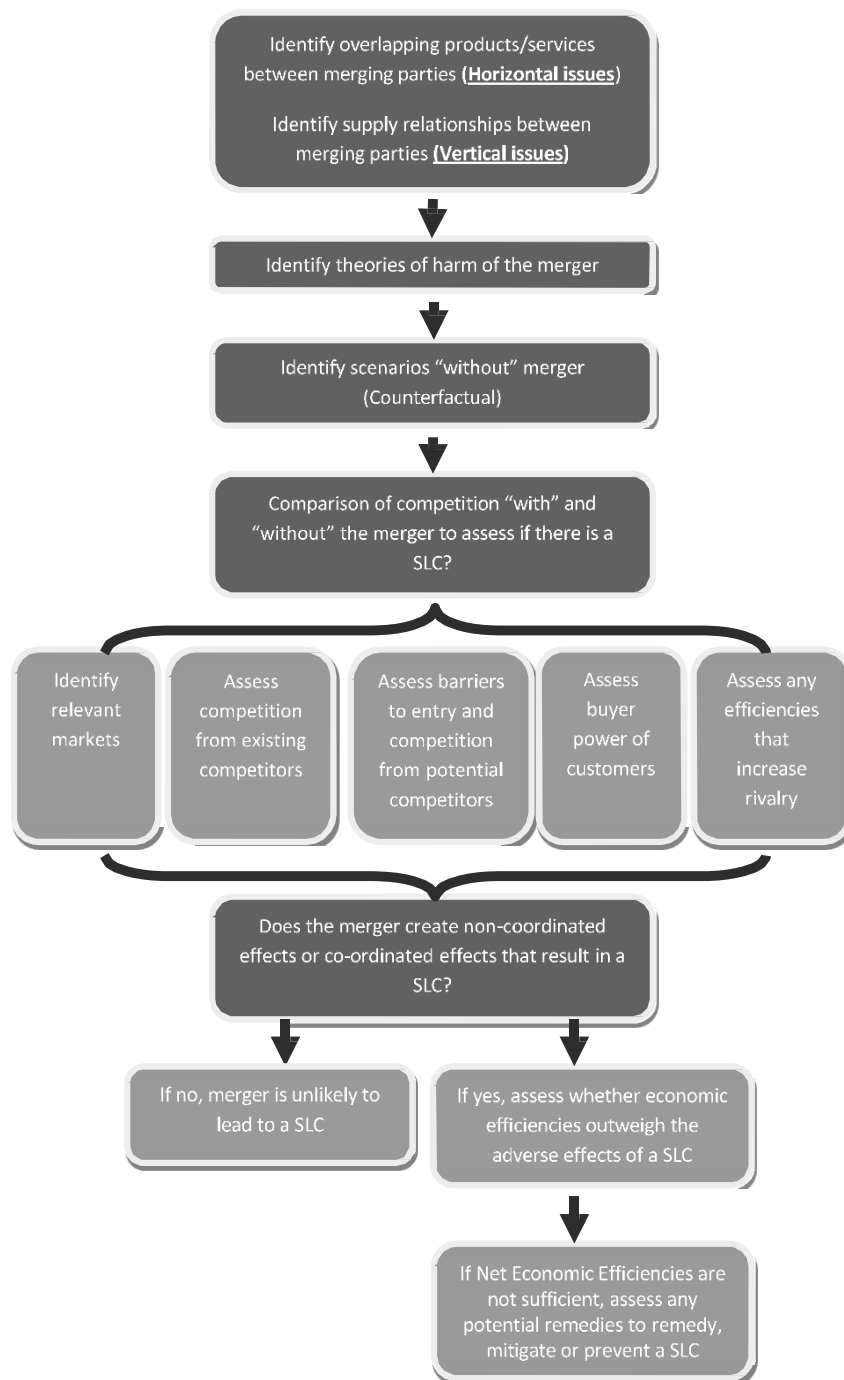 Identify overlapping products/services
between merging parties (Horizontal issues)
Identify supply relationships between
merging parties (Vertical issues)
Identify theories of harm of the merger
Identify scenarios “without” merger
(Counterfactual)
Comparison of competition “with” and
“without” the merger to assess if there is a
SLC?
Identify
relevant
markets
Assess
competition
from existing
competitors
Assess barriers
to entry and
competition
from potential
competitors
Assess
buyer
power of
customers
Assess any
efficiencies
that
increase
rivalry
Does the merger create non-coordinated
effects or co-ordinated effects that result in a
SLC?
If no, merger is unlikely to
lead to a SLC
If yes, assess whether economic
efficiencies outweigh the
adverse effects of a SLC
If Net Economic Efficiencies are
not sufficient, assess any
potential remedies to remedy,
mitigate or prevent a SLC